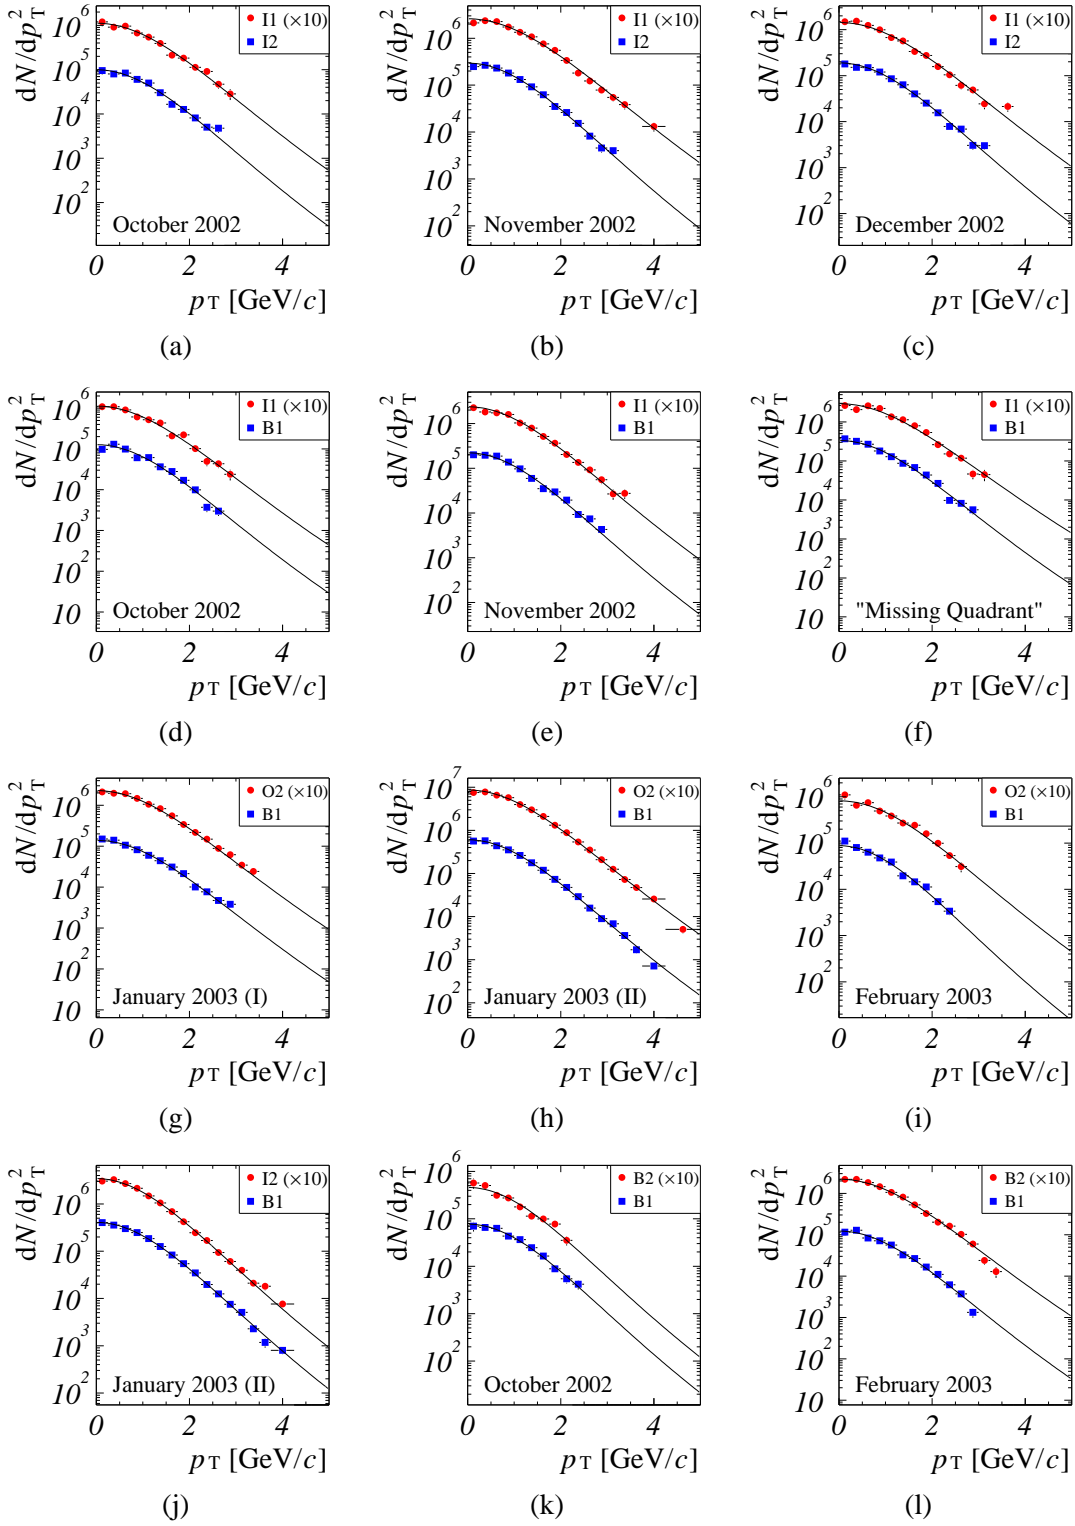 dN/dp²T
10⁶
10⁵
10⁴
10³
10²
I1 (×10)
I2
October 2002
0 2 4
pT [GeV/c]
(a)
dN/dp²T
10⁶
10⁵
10⁴
10³
10²
I1 (×10)
I2
November 2002
0 2 4
pT [GeV/c]
(b)
dN/dp²T
10⁶
10⁵
10⁴
10³
10²
I1 (×10)
I2
December 2002
0 2 4
pT [GeV/c]
(c)
dN/dp²T
10⁶
10⁵
10⁴
10³
10²
10
I1 (×10)
B1
October 2002
0 2 4
pT [GeV/c]
(d)
dN/dp²T
10⁶
10⁵
10⁴
10³
10²
I1 (×10)
B1
November 2002
0 2 4
pT [GeV/c]
(e)
dN/dp²T
10⁶
10⁵
10⁴
10³
10²
10
I1 (×10)
B1
"Missing Quadrant"
0 2 4
pT [GeV/c]
(f)
dN/dp²T
10⁶
10⁵
10⁴
10³
10²
10
O2 (×10)
B1
January 2003 (I)
0 2 4
pT [GeV/c]
(g)
dN/dp²T
10⁷
10⁶
10⁵
10⁴
10³
10²
O2 (×10)
B1
January 2003 (II)
0 2 4
pT [GeV/c]
(h)
dN/dp²T
10⁶
10⁵
10⁴
10³
10²
O2 (×10)
B1
February 2003
0 2 4
pT [GeV/c]
(i)
dN/dp²T
10⁶
10⁵
10⁴
10³
10²
I2 (×10)
B1
January 2003 (II)
0 2 4
pT [GeV/c]
(j)
dN/dp²T
10⁶
10⁵
10⁴
10³
10²
B2 (×10)
B1
October 2002
0 2 4
pT [GeV/c]
(k)
dN/dp²T
10⁶
10⁵
10⁴
10³
10²
10
B2 (×10)
B1
February 2003
0 2 4
pT [GeV/c]
(l)